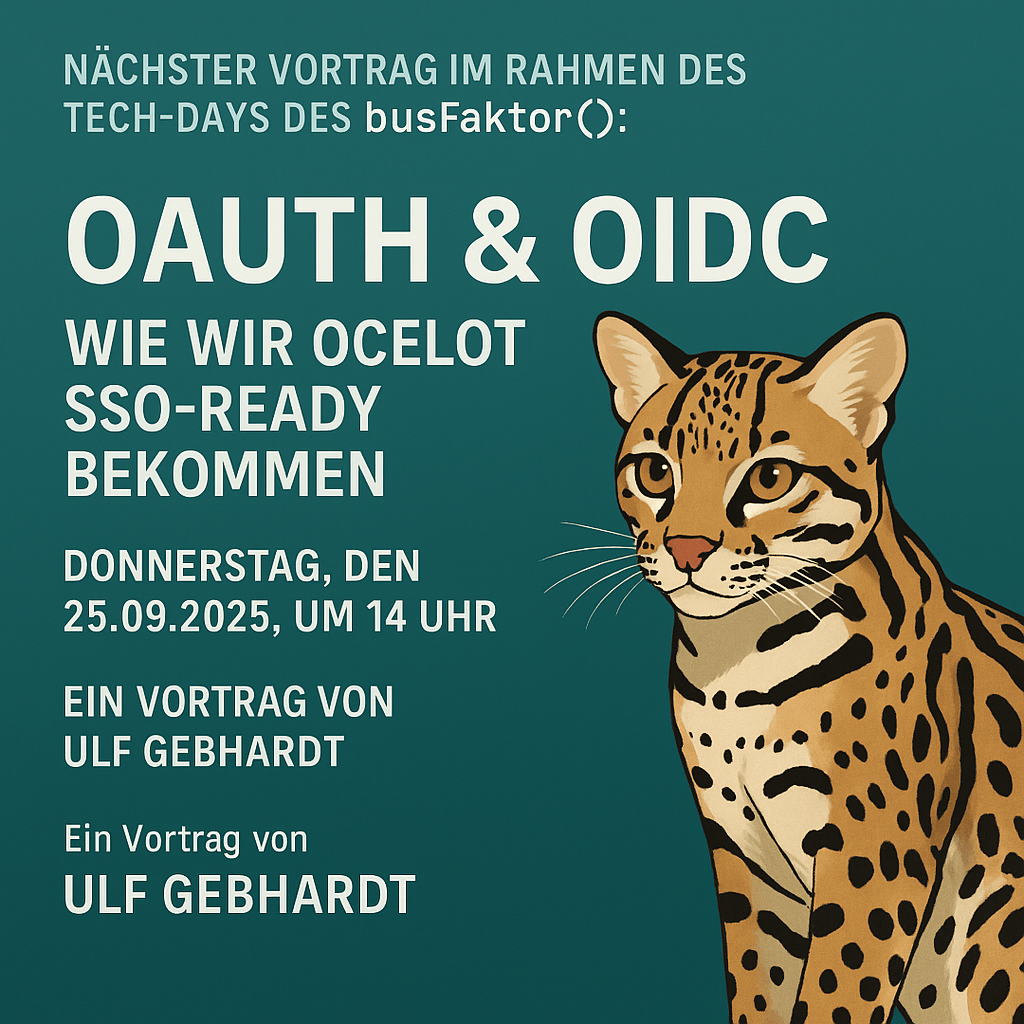 NÄCHSTER VORTRAG IM RAHMEN DES
TECH-DAYS DES busFaktor():
OAUTH & OIDC
WIE WIR OCELOT
SSO-READY
BEKOMMEN
DONNERSTAG, DEN
25.09.2025, UM 14 UHR
EIN VORTRAG VON
ULF GEBHARDT
Ein Vortrag von
ULF GEBHARDT